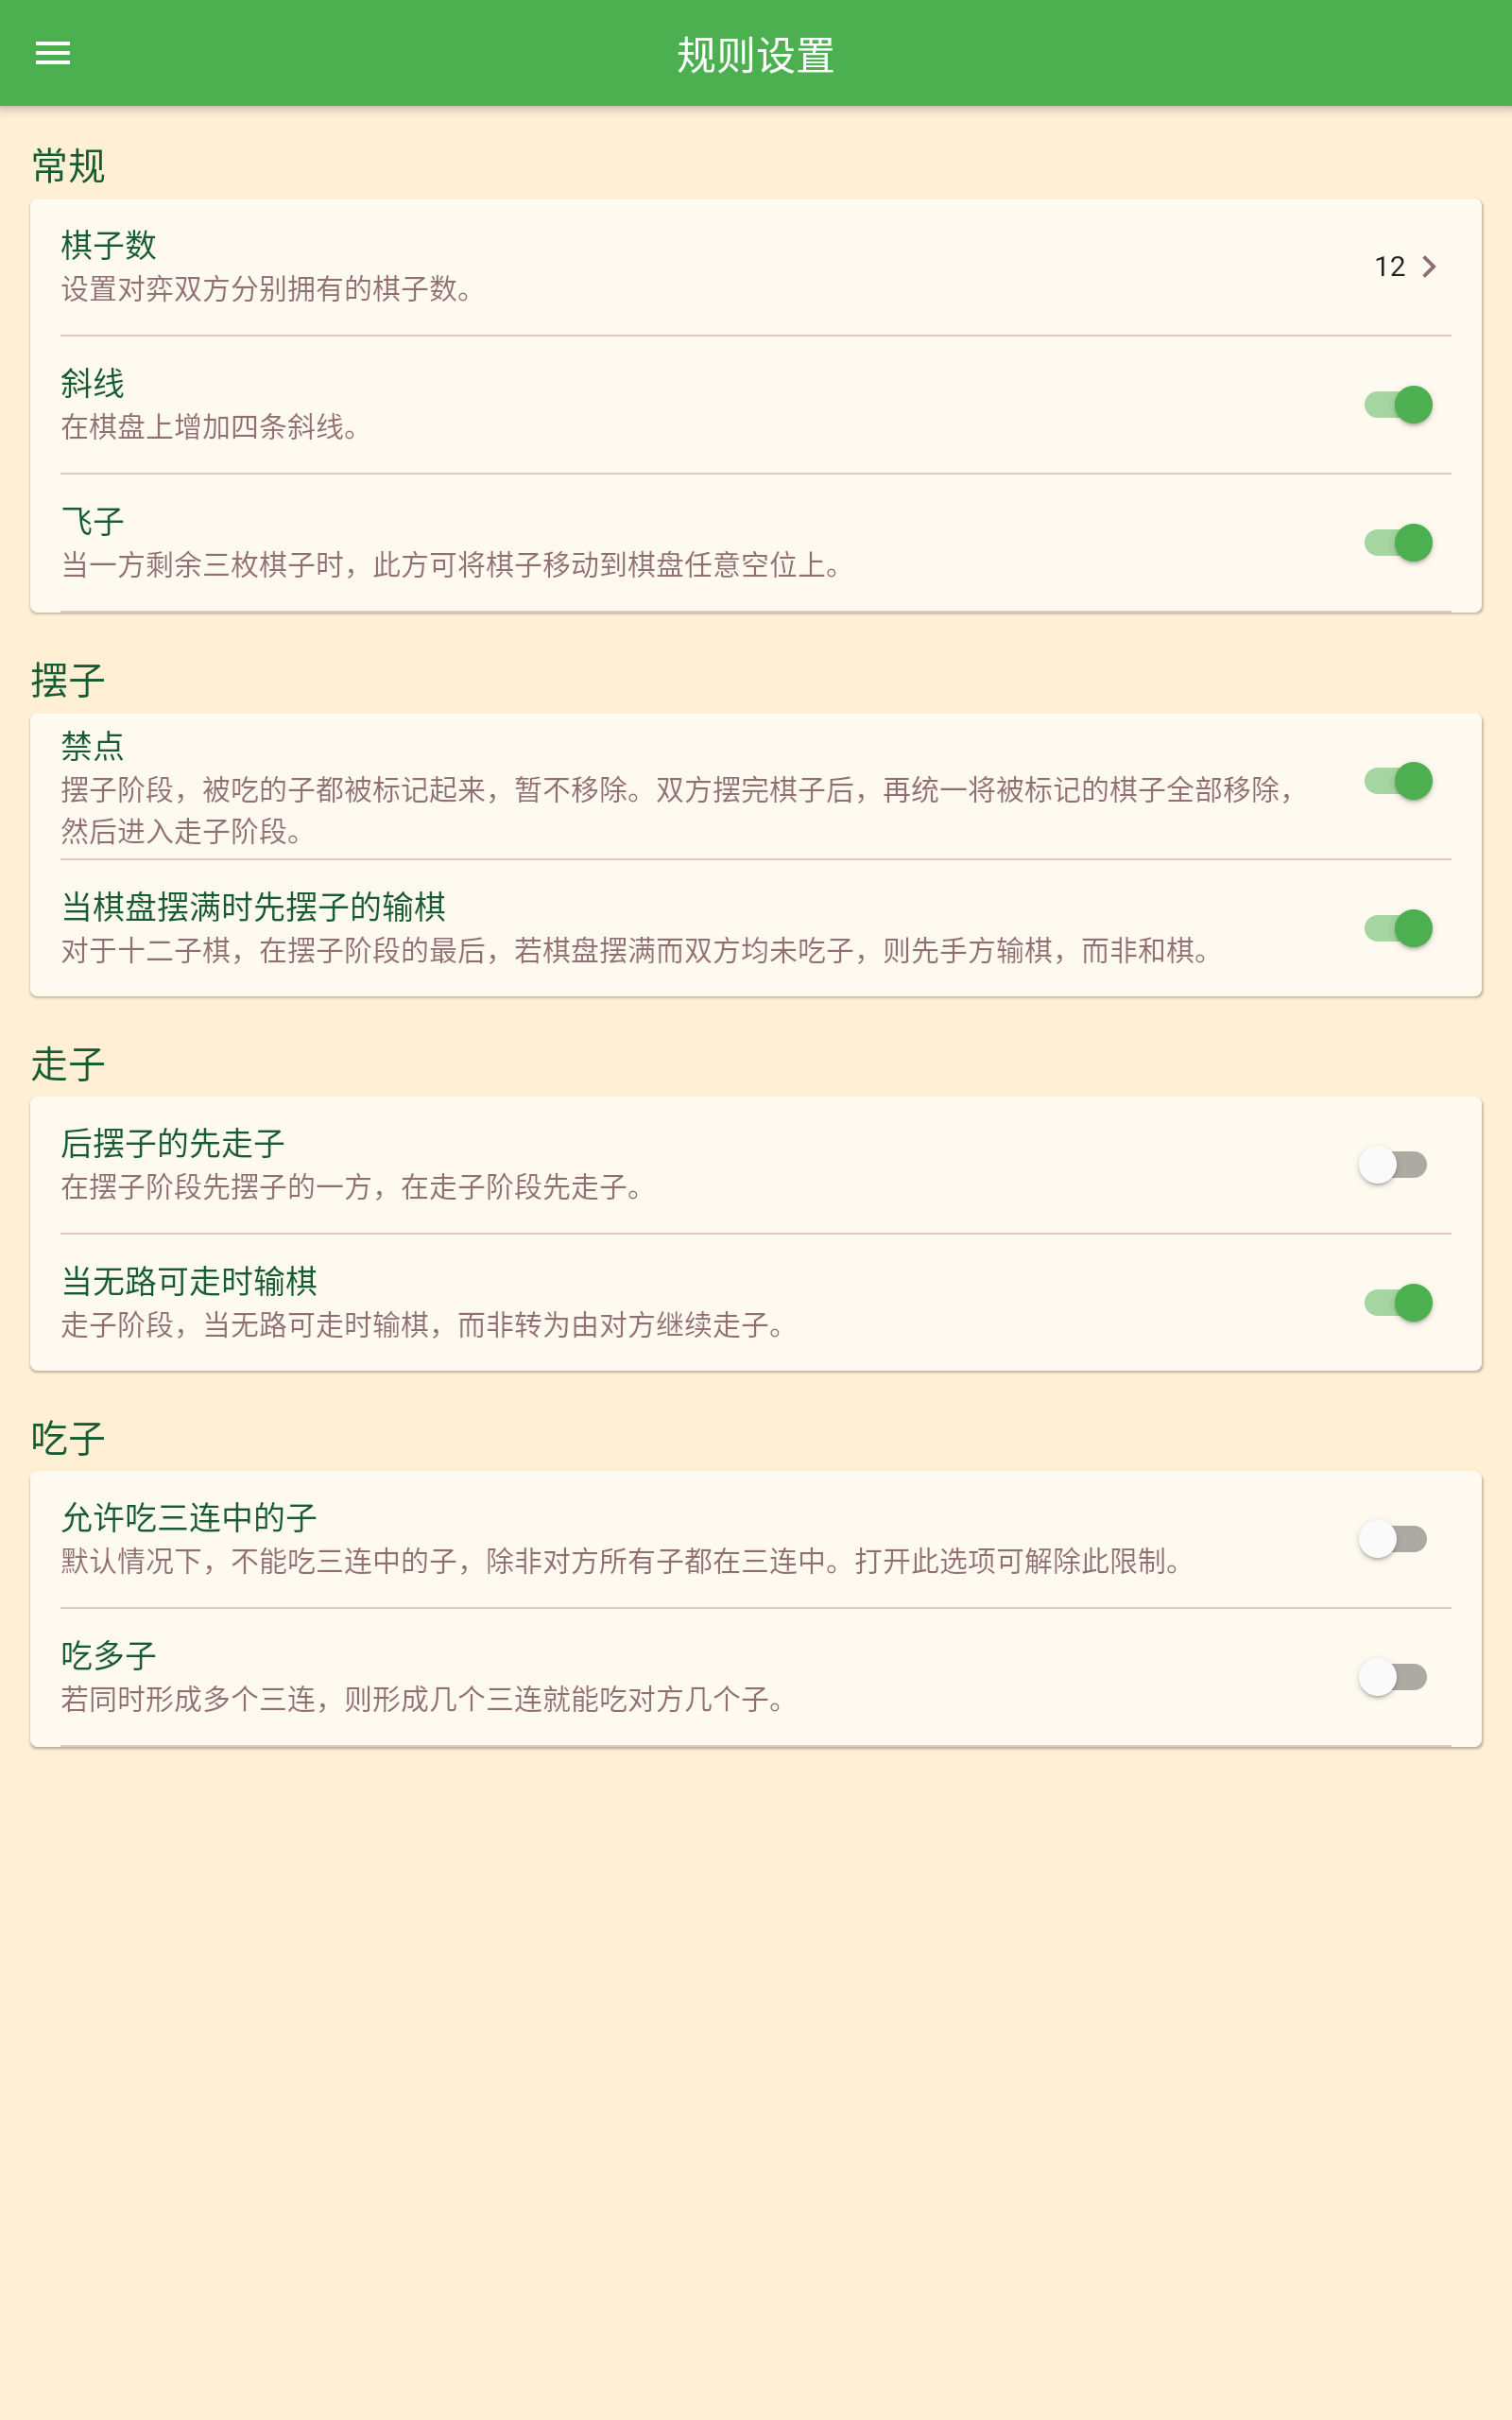 规则设置
常规
棋子数
设置对弈双方分别拥有的棋子数。
12
斜线
在棋盘上增加四条斜线。
飞子
当一方剩余三枚棋子时，此方可将棋子移动到棋盘任意空位上。
摆子
禁点
摆子阶段，被吃的子都被标记起来，暂不移除。双方摆完棋子后，再统一将被标记的棋子全部移除，
然后进入走子阶段。
当棋盘摆满时先摆子的输棋
对于十二子棋，在摆子阶段的最后，若棋盘摆满而双方均未吃子，则先手方输棋，而非和棋。
走子
后摆子的先走子
在摆子阶段先摆子的一方，在走子阶段先走子。
当无路可走时输棋
走子阶段，当无路可走时输棋，而非转为由对方继续走子。
吃子
允许吃三连中的子
默认情况下，不能吃三连中的子，除非对方所有子都在三连中。打开此选项可解除此限制。
吃多子
若同时形成多个三连，则形成几个三连就能吃对方几个子。